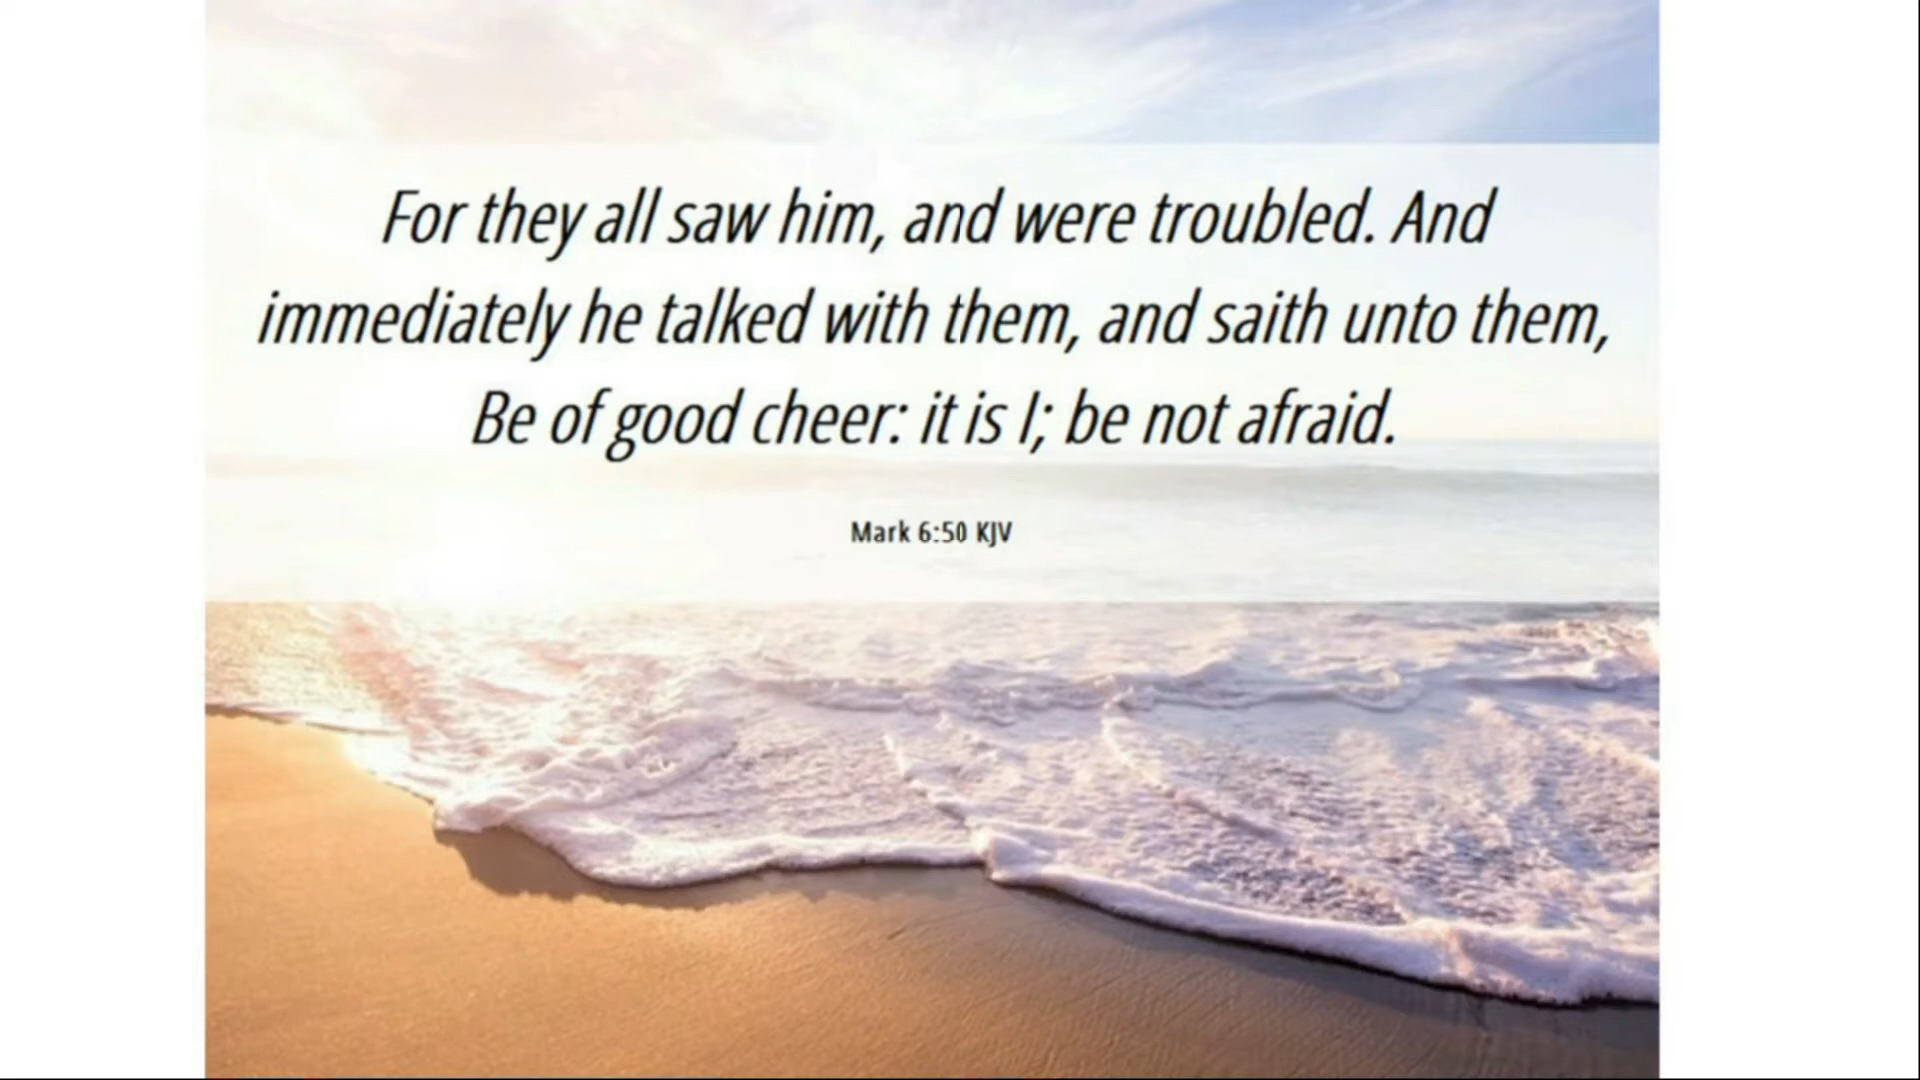 For they all saw him, and were troubled. And
immediately he talked with them, and saith unto them,
Be of good cheer: it is I; be not afraid.
Mark 6:50 KJV